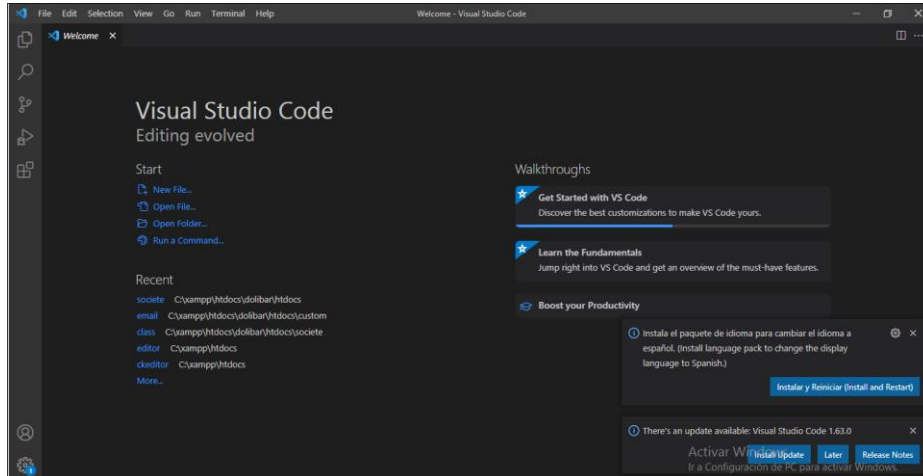 File Edit Selection View Go Run Terminal Help Welcome - Visual Studio Code
Welcome
Visual Studio Code
Editing evolved
Start
New File...
Open File...
Open Folder...
Run a Command...
Recent
societe C:\xampp\htdocs\dolibar\htdocs
email C:\xampp\htdocs\dolibar\htdocs\custom
class C:\xampp\htdocs\dolibar\htdocs\societe
editor C:\xampp\htdocs
ckeditor C:\xampp\htdocs
More...
Walkthroughs
Get Started with VS Code
Discover the best customizations to make VS Code yours.
Learn the Fundamentals
Jump right into VS Code and get an overview of the must-have features.
Boost your Productivity
Instala el paquete de idioma para cambiar el idioma a
español. (Install language pack to change the display
language to Spanish.)
Instalar y Reiniciar (Install and Restart)
There's an update available: Visual Studio Code 1.63.0
Activar Windows
Install Update Later Release Notes
Ir a Configuración de PC para activar Windows.
1